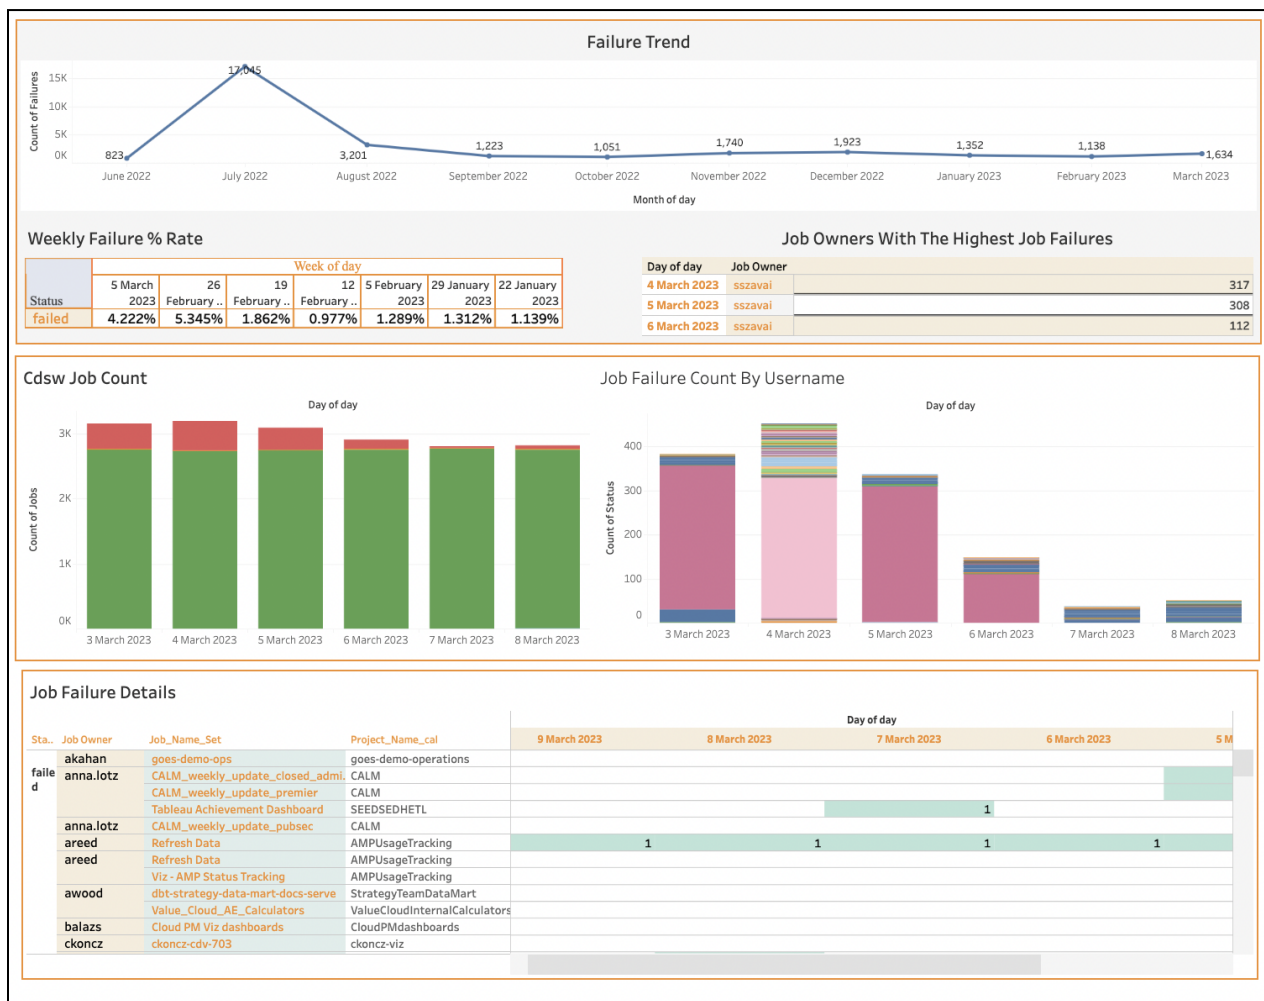 Failure Trend
Count of Failures
15K
10K
5K
0K
823
17,045
3,201
1,223
1,051
1,740
1,923
1,352
1,138
1,634
June 2022
July 2022
August 2022
September 2022
October 2022
November 2022
December 2022
January 2023
February 2023
March 2023
Month of day
Weekly Failure % Rate
Week of day
Status
5 March 2023
26 February ..
19 February ..
12 February ..
5 February 2023
29 January 2023
22 January 2023
failed 4.222% 5.345% 1.862% 0.977% 1.289% 1.312% 1.139%
Job Owners With The Highest Job Failures
Day of day Job Owner
4 March 2023 sszavai 317
5 March 2023 sszavai 308
6 March 2023 sszavai 112
Cdsw Job Count
Day of day
Count of Jobs
3K
2K
1K
0K
3 March 2023
4 March 2023
5 March 2023
6 March 2023
7 March 2023
8 March 2023
Job Failure Count By Username
Day of day
Count of Status
400
300
200
100
0
3 March 2023
4 March 2023
5 March 2023
6 March 2023
7 March 2023
8 March 2023
Job Failure Details
Day of day
Sta.. Job Owner Job_Name_Set Project_Name_cal 9 March 2023 8 March 2023 7 March 2023 6 March 2023 5 M
faile
d
akahan goes-demo-ops goes-demo-operations
anna.lotz CALM_weekly_update_closed_admi. CALM
CALM_weekly_update_premier CALM
Tableau Achievement Dashboard SEEDSEDHETL 1
anna.lotz CALM_weekly_update_pubsec CALM
areed Refresh Data AMPUsageTracking 1 1 1 1
areed Refresh Data AMPUsageTracking
Viz - AMP Status Tracking AMPUsageTracking
awood dbt-strategy-data-mart-docs-serve StrategyTeamDataMart
Value_Cloud_AE_Calculators ValueCloudInternalCalculators
balazs Cloud PM Viz dashboards CloudPMdashboards
ckoncz ckoncz-cdv-703 ckoncz-viz